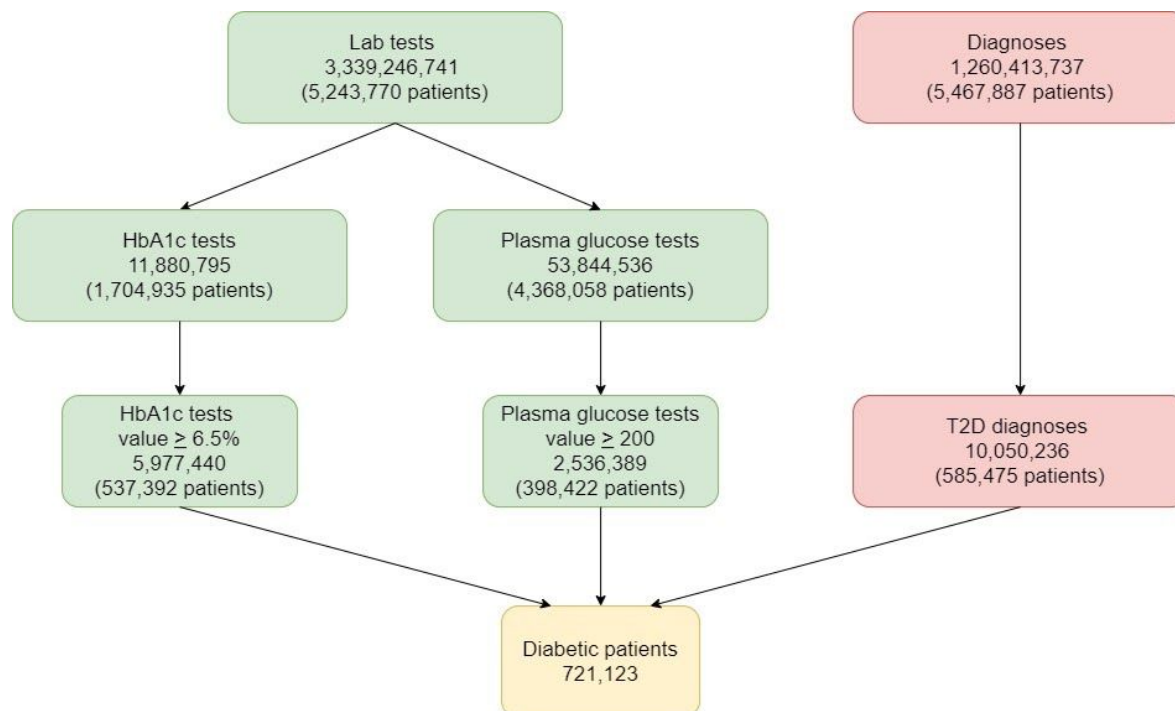 Lab tests
3,339,246,741
(5,243,770 patients)
Diagnoses
1,260,413,737
(5,467,887 patients)
HbA1c tests
11,880,795
(1,704,935 patients)
Plasma glucose tests
53,844,536
(4,368,058 patients)
HbA1c tests
value ≥ 6.5%
5,977,440
(537,392 patients)
Plasma glucose tests
value ≥ 200
2,536,389
(398,422 patients)
T2D diagnoses
10,050,236
(585,475 patients)
Diabetic patients
721,123